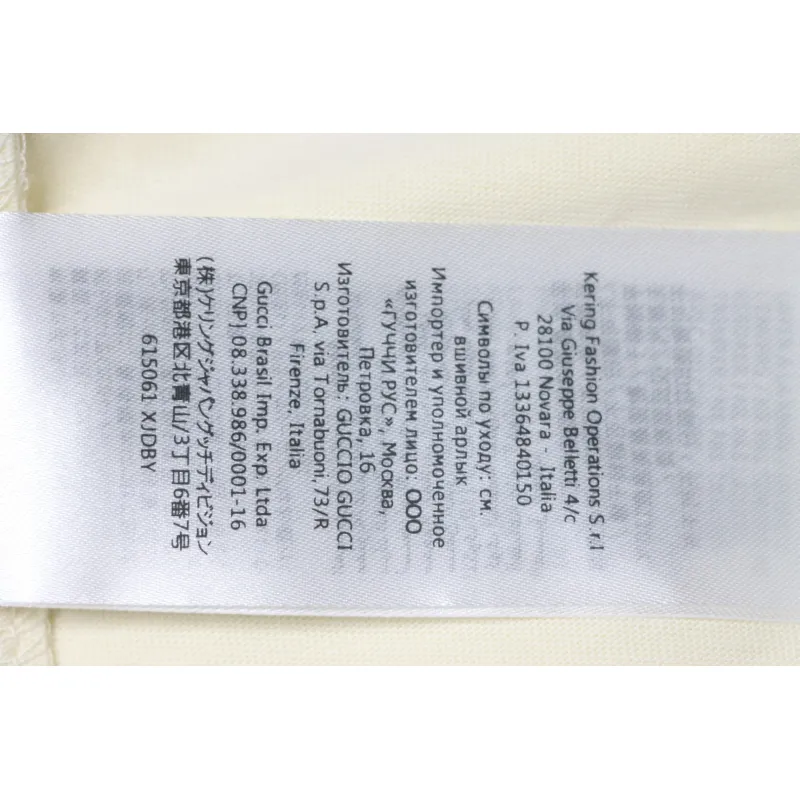 Kering Fashion Operations S.r.l
Via Giuseppe Belletti 4/c
28100 Novara - Italia
P. Iva 13364840150
Символы по уходу: см.
вшивной арлык
Импортер и уполномоченное
изготовителем лицо: ООО
«ГУЧЧИ РУС», Москва,
Петровка, 16
Изготовитель: GUCCIO GUCCI
S.p.A, via Tornabuoni, 73/R
Firenze, Italia
Gucci Brasil Imp. Exp. Ltda
CNPJ 08.338.986/0001-16
(株)ケリングジャパングッチディビジョン
東京都港区北青山/3丁目6番7号
615061 XJDBY